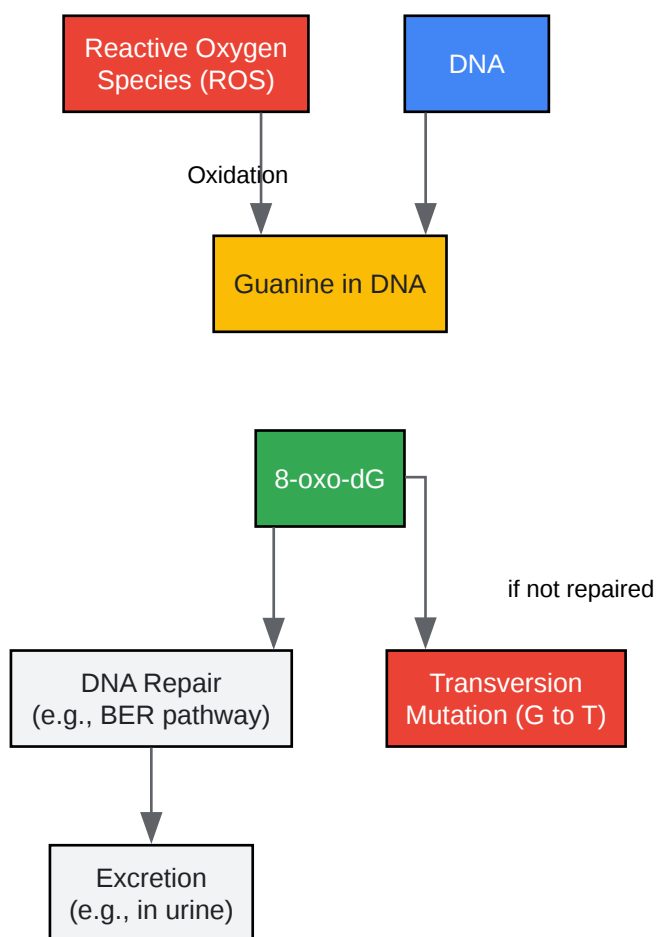 Reactive Oxygen
Species (ROS)
DNA
Oxidation
Guanine in DNA
8-oxo-dG
if not repaired
DNA Repair
(e.g., BER pathway)
Transversion
Mutation (G to T)
Excretion
(e.g., in urine)